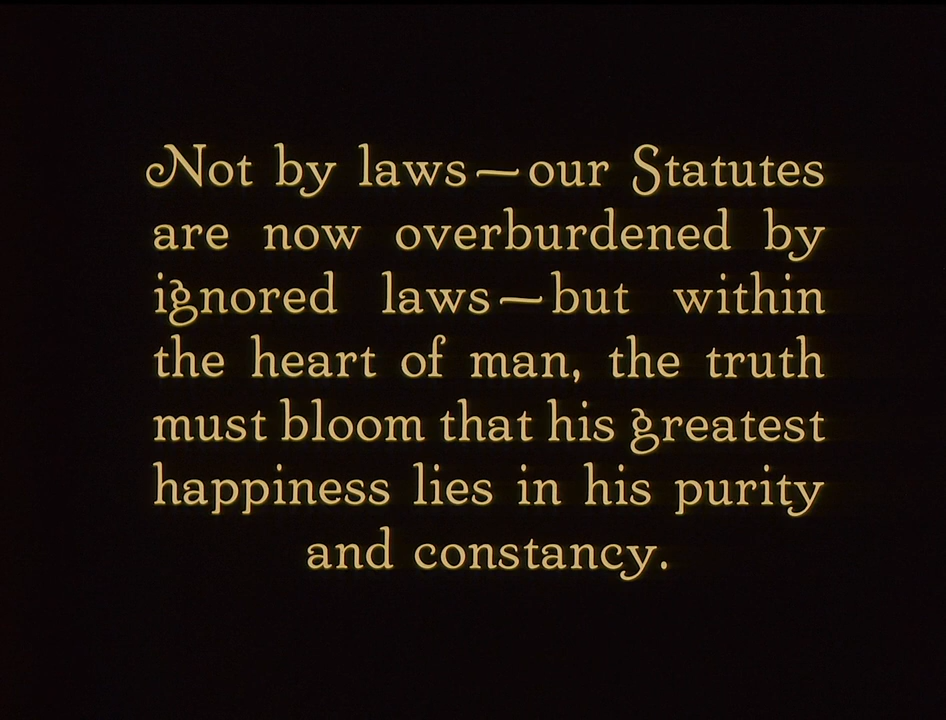 Not by laws—our Statutes
are now overburdened by
ignored laws—but within
the heart of man, the truth
must bloom that his greatest
happiness lies in his purity
and constancy.